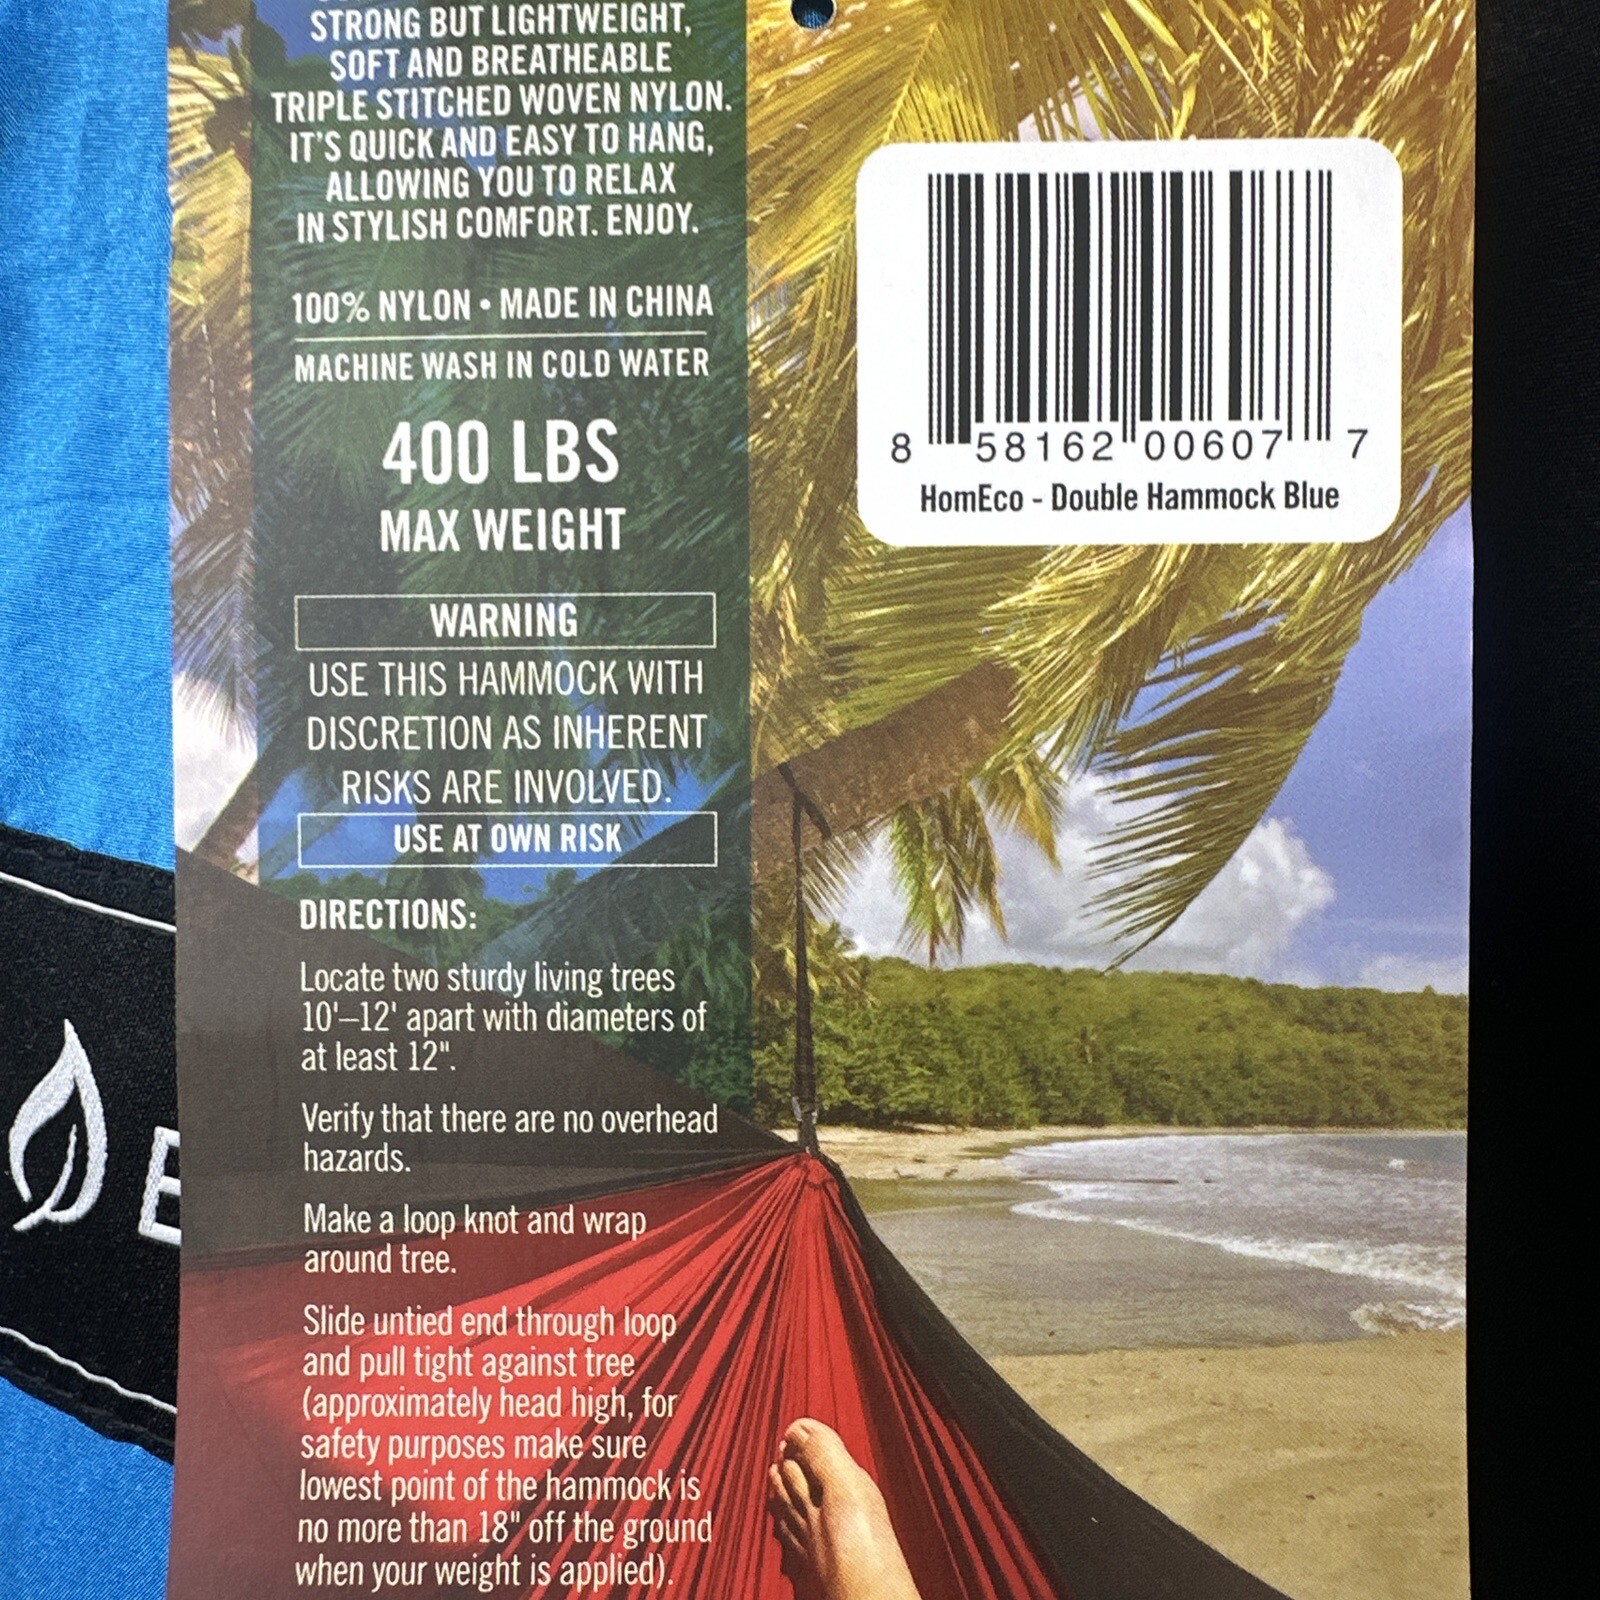 STRONG BUT LIGHTWEIGHT,
SOFT AND BREATHEABLE
TRIPLE STITCHED WOVEN NYLON.
IT'S QUICK AND EASY TO HANG,
ALLOWING YOU TO RELAX
IN STYLISH COMFORT. ENJOY.
100% NYLON • MADE IN CHINA
MACHINE WASH IN COLD WATER
400 LBS
MAX WEIGHT
WARNING
USE THIS HAMMOCK WITH
DISCRETION AS INHERENT
RISKS ARE INVOLVED.
USE AT OWN RISK
DIRECTIONS:
Locate two sturdy living trees
10'–12' apart with diameters of
at least 12".
Verify that there are no overhead
hazards.
Make a loop knot and wrap
around tree.
Slide untied end through loop
and pull tight against tree
(approximately head high, for
safety purposes make sure
lowest point of the hammock is
no more than 18" off the ground
when your weight is applied).
8 58162 00607 7
HomEco - Double Hammock Blue